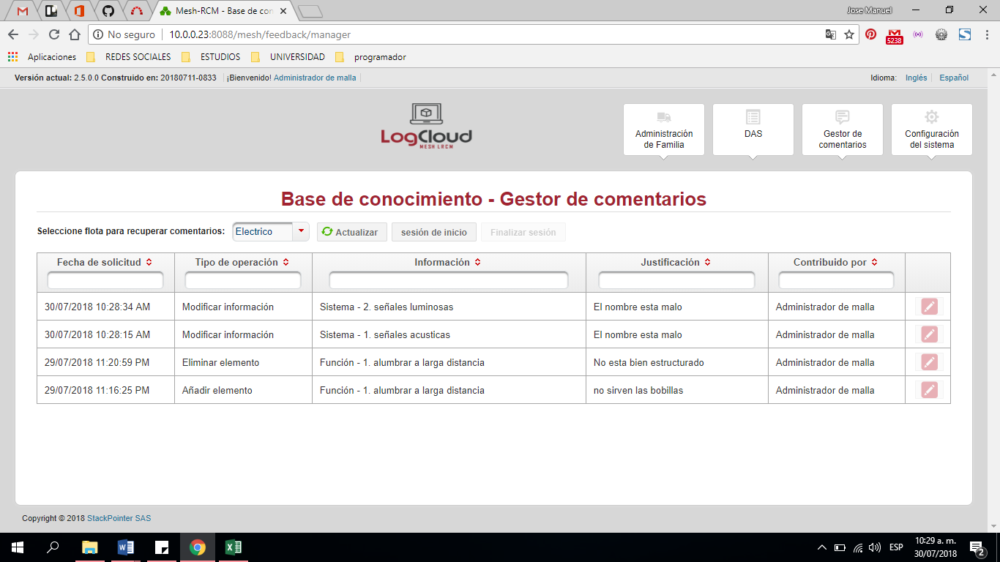 Mesh-RCM - Base de con
Jose Manuel
No seguro
10.0.0.23:8088/mesh/feedback/manager
5238
Aplicaciones
REDES SOCIALES
ESTUDIOS
UNIVERSIDAD
programador
Versión actual: 2.5.0.0 Construido en: 20180711-0833
¡Bienvenido! Administrador de malla
Idioma: Inglés Español
LogCloud
MESH LRCM
Administración
de Familia
DAS
Gestor de
comentarios
Configuración
del sistema
Base de conocimiento - Gestor de comentarios
Seleccione flota para recuperar comentarios: Electrico Actualizar sesión de inicio Finalizar sesión
Fecha de solicitud Tipo de operación Información Justificación Contribuido por
30/07/2018 10:28:34 AM Modificar información Sistema - 2. señales luminosas El nombre esta malo Administrador de malla
30/07/2018 10:28:15 AM Modificar información Sistema - 1. señales acusticas El nombre esta malo Administrador de malla
29/07/2018 11:20:59 PM Eliminar elemento Función - 1. alumbrar a larga distancia No esta bien estructurado Administrador de malla
29/07/2018 11:16:25 PM Añadir elemento Función - 1. alumbrar a larga distancia no sirven las bobillas Administrador de malla
Copyright © 2018 StackPointer SAS
ESP
10:29 a. m.
30/07/2018
2